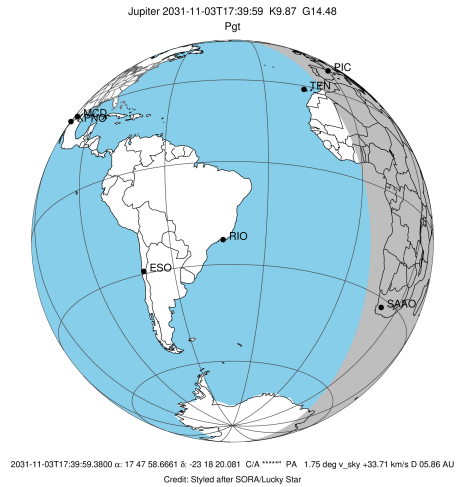 Jupiter 2031-11-03T17:39:59  K9.87  G14.48
Pgt
PIC
TEN
MCD
KPNO
RIO
ESO
SAAO
2031-11-03T17:39:59.3800 α: 17 47 58.6661 δ: -23 18 20.081  C/A *****"  PA   1.75 deg v_sky +33.71 km/s D 05.86 AU
Credit: Styled after SORA/Lucky Star